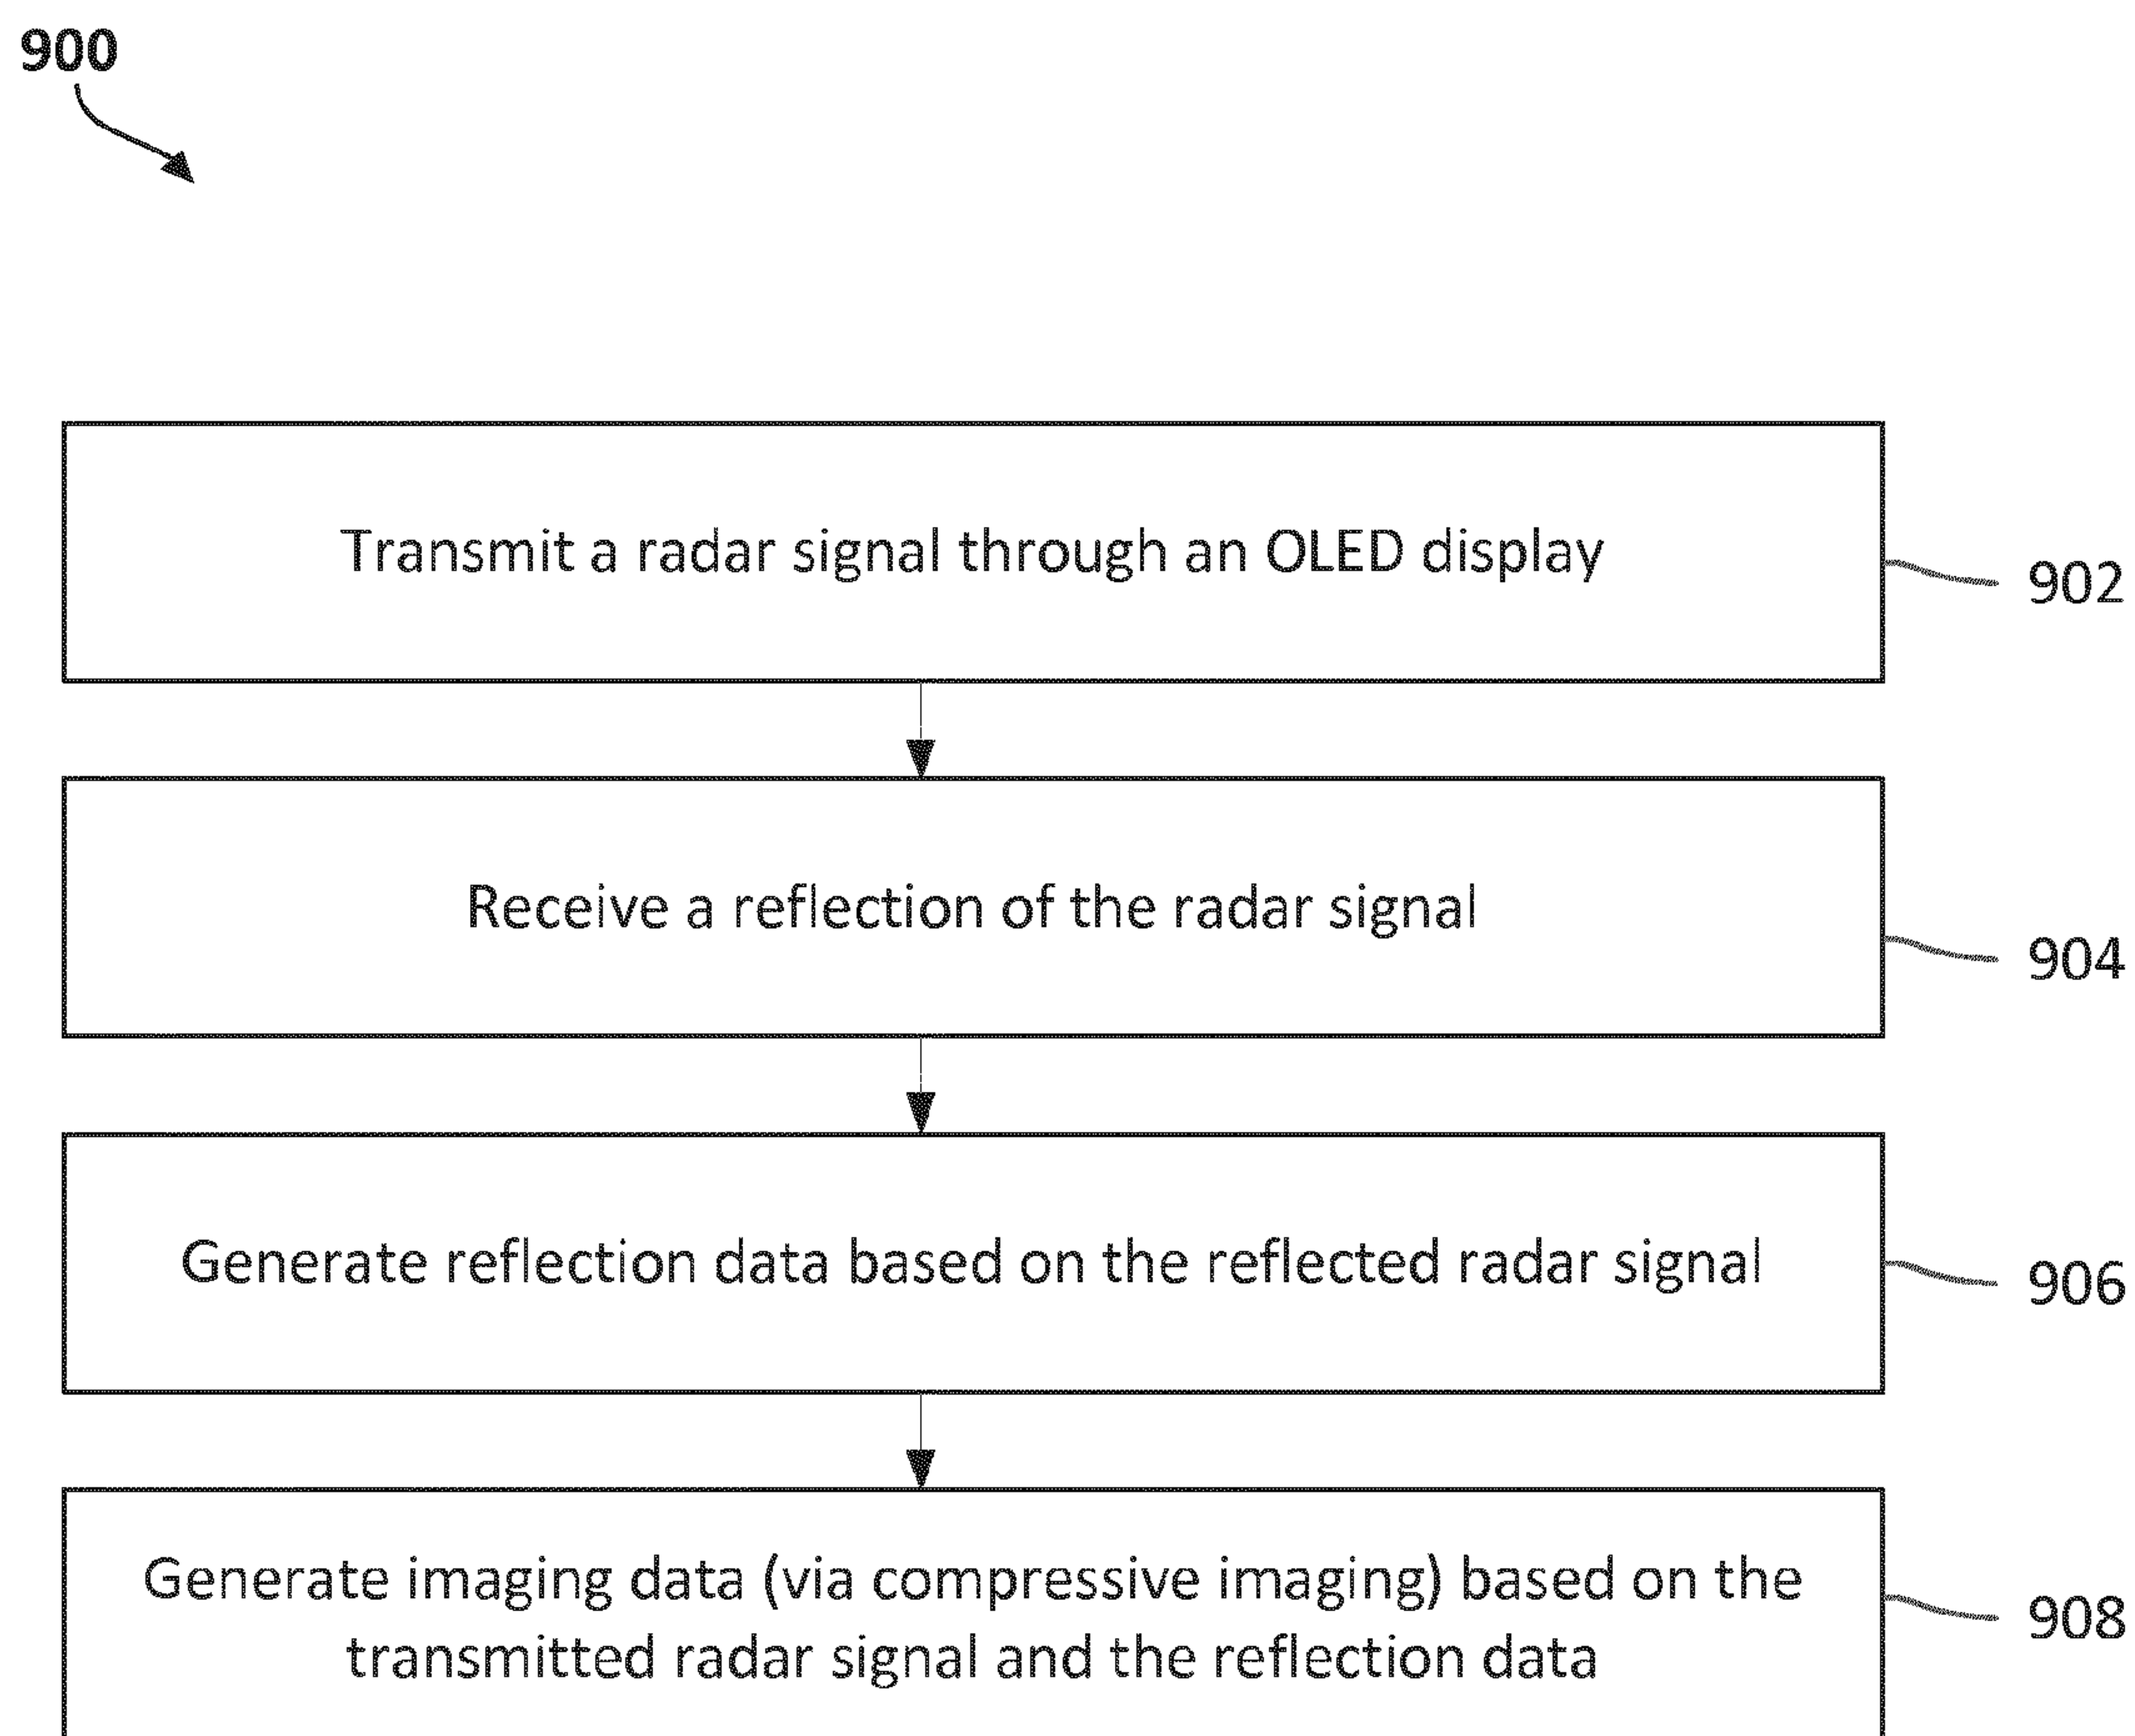 900
Transmit a radar signal through an OLED display
902
Receive a reflection of the radar signal
904
Generate reflection data based on the reflected radar signal
906
Generate imaging data (via compressive imaging) based on the
transmitted radar signal and the reflection data
908